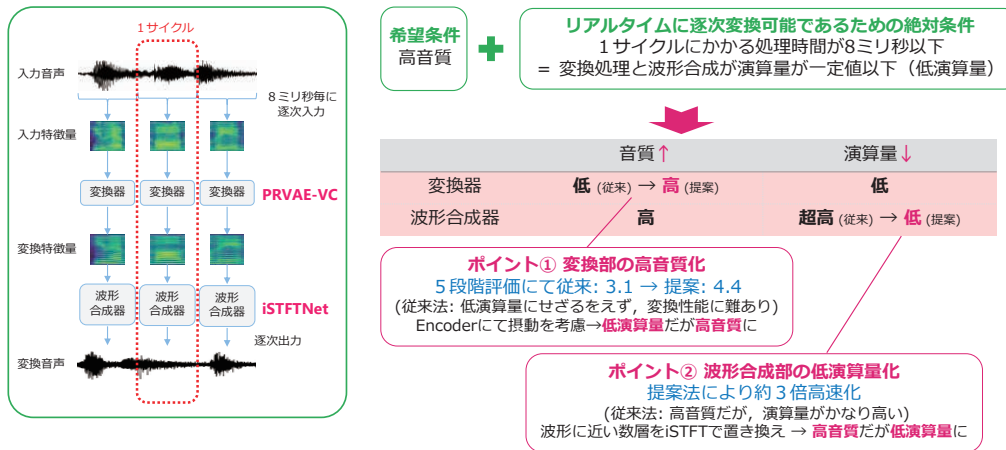 1サイクル
入力音声
8ミリ秒毎に
逐次入力
入力特徴量
変換器
変換器
変換器
PRVAE-VC
変換特徴量
波形
合成器
波形
合成器
波形
合成器
iSTFTNet
逐次出力
変換音声
希望条件
高音質
リアルタイムに逐次変換可能であるための絶対条件
1サイクルにかかる処理時間が8ミリ秒以下
= 変換処理と波形合成が演算量が一定値以下（低演算量）
音質↑ 演算量↓
変換器 低 (従来) → 高 (提案) 低
波形合成器 高 超高 (従来) → 低 (提案)
ポイント① 変換部の高音質化
5段階評価にて従来: 3.1 → 提案: 4.4
(従来法: 低演算量にせざるをえず，変換性能に難あり)
Encoderにて摂動を考慮→低演算量だが高音質に
ポイント② 波形合成部の低演算量化
提案法により約3倍高速化
(従来法: 高音質だが，演算量がかなり高い)
波形に近い数層をiSTFTで置き換え → 高音質だが低演算量に